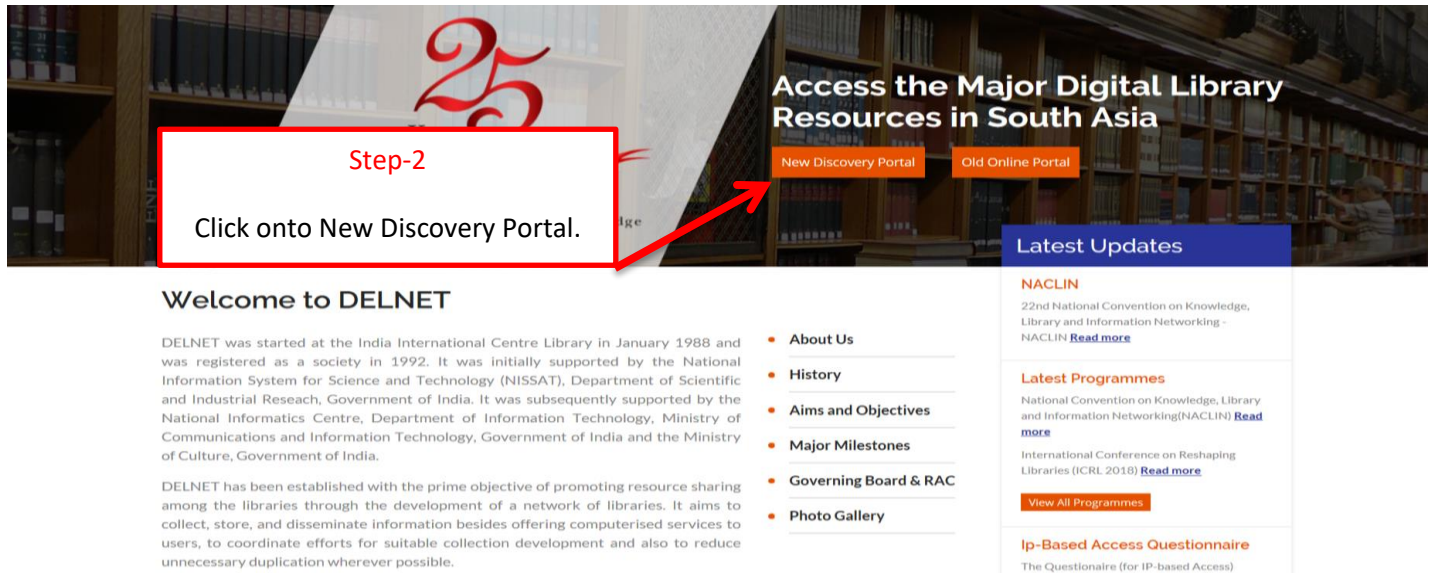 25
Access the Major Digital Library
Resources in South Asia
New Discovery Portal
Old Online Portal
Step-2
Click onto New Discovery Portal.
Welcome to DELNET
DELNET was started at the India International Centre Library in January 1988 and
was registered as a society in 1992. It was initially supported by the National
Information System for Science and Technology (NISSAT), Department of Scientific
and Industrial Reseach, Government of India. It was subsequently supported by the
National Informatics Centre, Department of Information Technology, Ministry of
Communications and Information Technology, Government of India and the Ministry
of Culture, Government of India.
DELNET has been established with the prime objective of promoting resource sharing
among the libraries through the development of a network of libraries. It aims to
collect, store, and disseminate information besides offering computerised services to
users, to coordinate efforts for suitable collection development and also to reduce
unnecessary duplication wherever possible.
About Us
History
Aims and Objectives
Major Milestones
Governing Board & RAC
Photo Gallery
Latest Updates
NACLIN
22nd National Convention on Knowledge,
Library and Information Networking -
NACLIN Read more
Latest Programmes
National Convention on Knowledge, Library
and Information Networking(NACLIN) Read
more
International Conference on Reshaping
Libraries (ICRL 2018) Read more
View All Programmes
Ip-Based Access Questionnaire
The Questionaire (for IP-based Access)